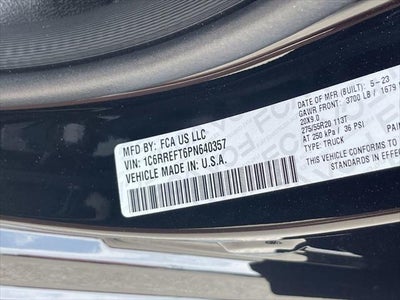 MFD BY: FCA US LLC
VIN: 1C6RREFT6PN640357
VEHICLE MADE IN U.S.A.
DATE OF MFR (BUILT): 5-23
GAWR FRONT: 3700 LB / 1679
20X9.0
275/55R20 113T
AT 250 kPa / 36 PSI
TYPE: TRUCK
THIS VEHICLE CONFORMS TO
STANDARDS IN EFFECT